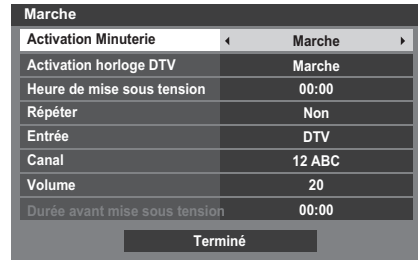 Marche
Activation Minuterie Marche
Activation horloge DTV Marche
Heure de mise sous tension 00:00
Répéter Non
Entrée DTV
Canal 12 ABC
Volume 20
Durée avant mise sous tension 00:00
Terminé